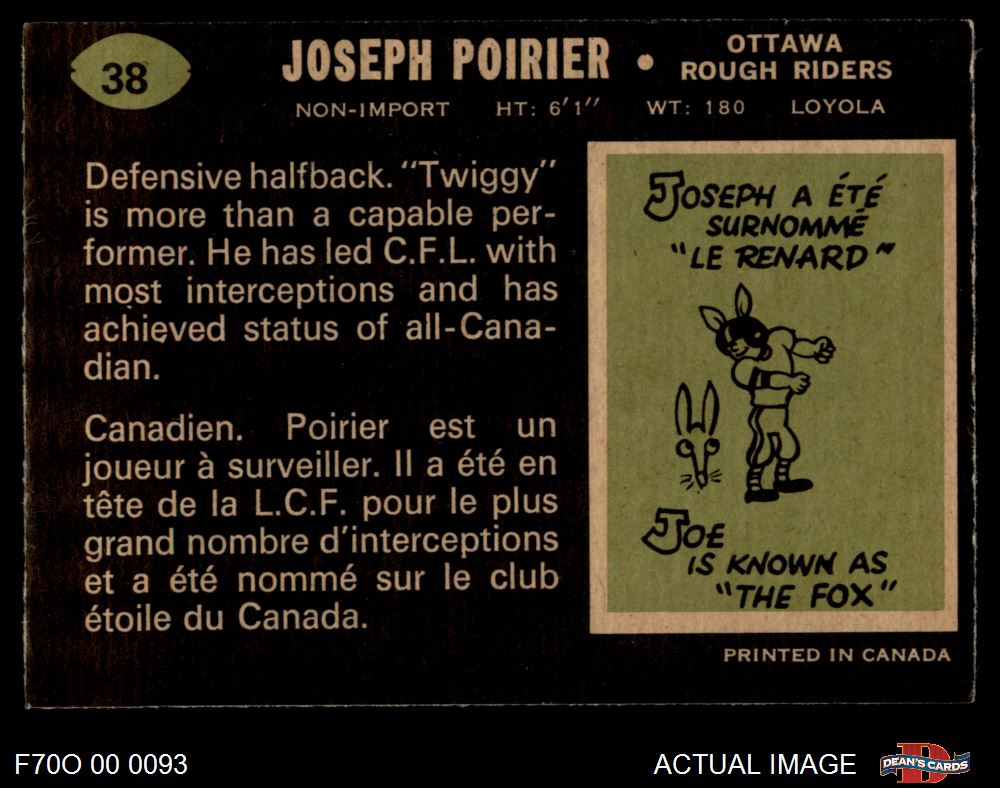 38
JOSEPH POIRIER •
OTTAWA
ROUGH RIDERS
NON-IMPORT HT: 6'1" WT: 180 LOYOLA
Defensive halfback. "Twiggy"
is more than a capable per-
former. He has led C.F.L. with
most interceptions and has
achieved status of all-Cana-
dian.
Canadien. Poirier est un
joueur à surveiller. Il a été en
tête de la L.C.F. pour le plus
grand nombre d'interceptions
et a été nommé sur le club
étoile du Canada.
JOSEPH A ÉTÉ
SURNOMMÉ
"LE RENARD"
JOE
IS KNOWN AS
"THE FOX"
PRINTED IN CANADA
F70O 00 0093
ACTUAL IMAGE
D
DEAN'S CARDS